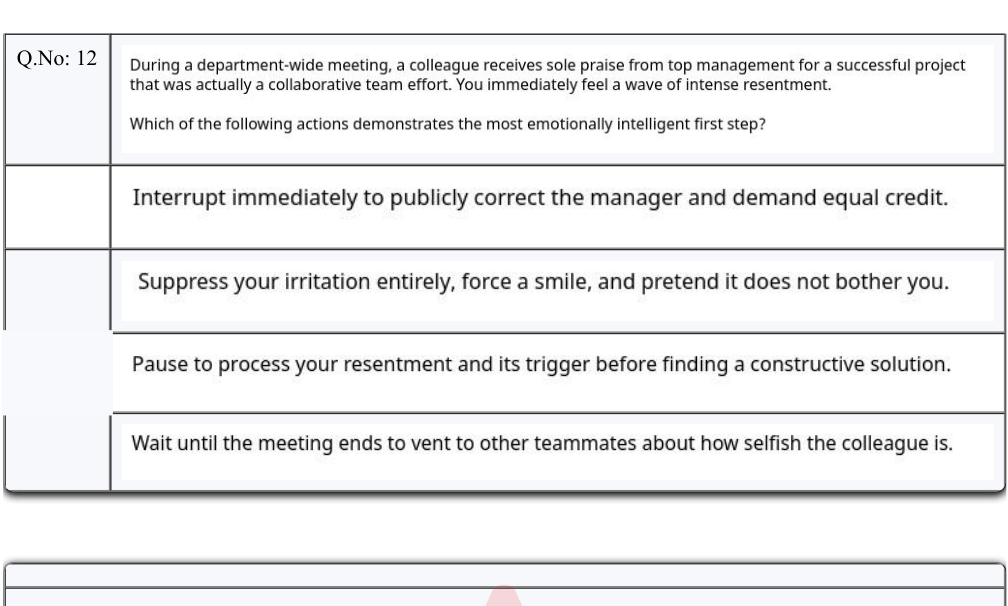 Q.No: 12
During a department-wide meeting, a colleague receives sole praise from top management for a successful project
that was actually a collaborative team effort. You immediately feel a wave of intense resentment.
Which of the following actions demonstrates the most emotionally intelligent first step?
Interrupt immediately to publicly correct the manager and demand equal credit.
Suppress your irritation entirely, force a smile, and pretend it does not bother you.
Pause to process your resentment and its trigger before finding a constructive solution.
Wait until the meeting ends to vent to other teammates about how selfish the colleague is.